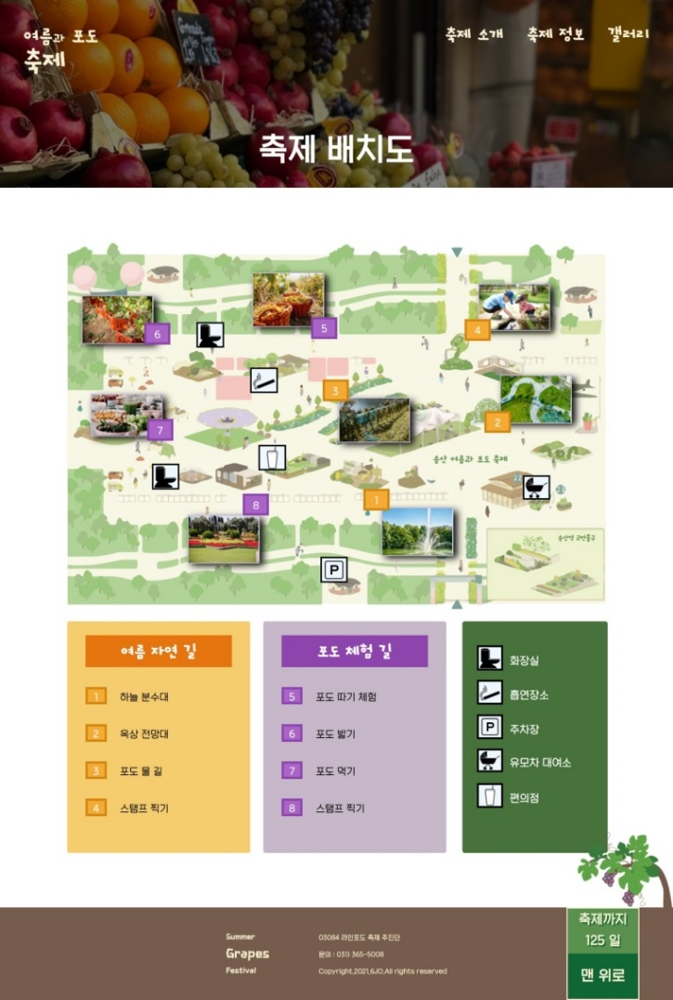 여름과 포도
축제
축제 소개 축제 정보 갤러리
축제 배치도
6
5
4
3
7
2
송산 여름과 포도 축제
8
1
P
여름 자연 길
1 하늘 분수대
2 옥상 전망대
3 포도 물 길
4 스탬프 찍기
포도 체험 길
5 포도 따기 체험
6 포도 밟기
7 포도 먹기
8 스탬프 찍기
화장실
흡연장소
P 주차장
유모차 대여소
편의점
Summer
Grapes
Festival
03084 라인포도 축제 추진단
문의 : 031) 365-5008
Copyright,2021,6JO,All rights reserved
축제까지
125 일
맨 위로